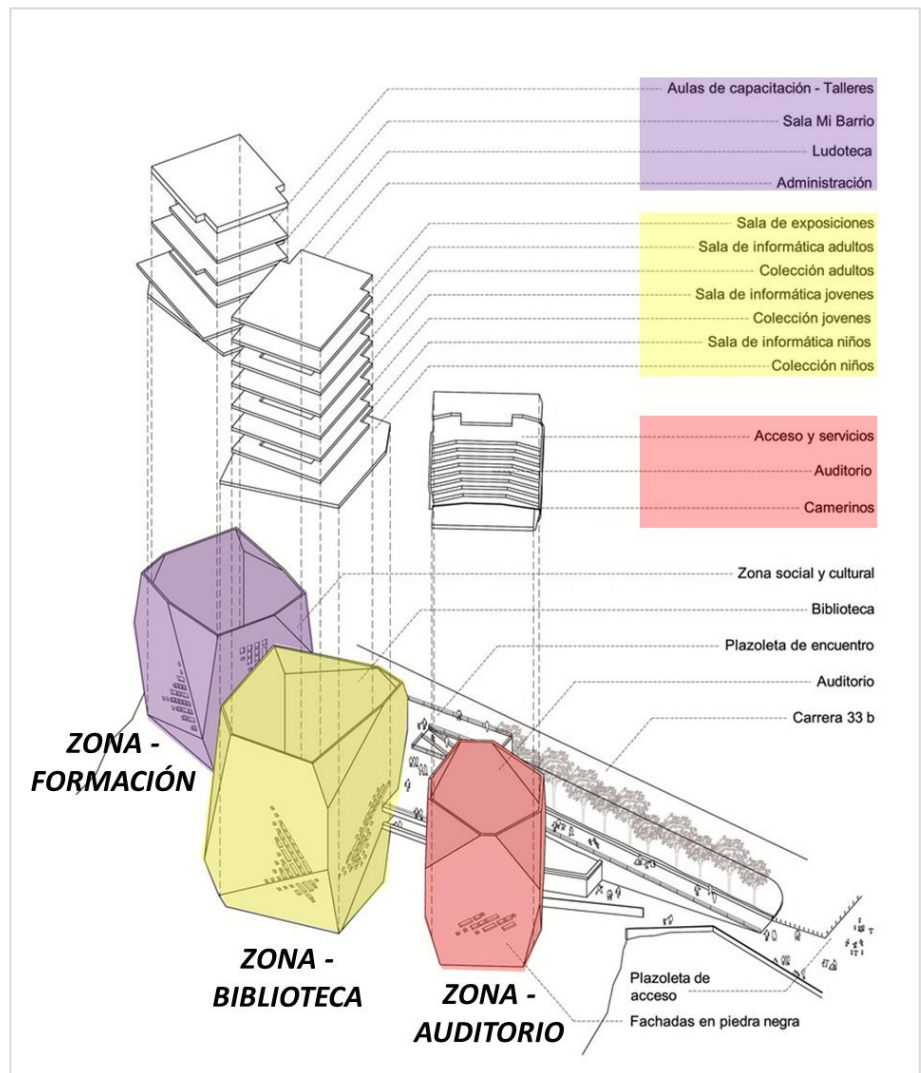 Aulas de capacitación - Talleres
Sala Mi Barrio
Ludoteca
Administración
Sala de exposiciones
Sala de informática adultos
Colección adultos
Sala de informática jovenes
Colección jovenes
Sala de informática niños
Colección niños
Acceso y servicios
Auditorio
Camerinos
Zona social y cultural
Biblioteca
Plazoleta de encuentro
Auditorio
Carrera 33 b
ZONA -
FORMACIÓN
ZONA -
BIBLIOTECA
ZONA -
AUDITORIO
Plazoleta de
acceso
Fachadas en piedra negra